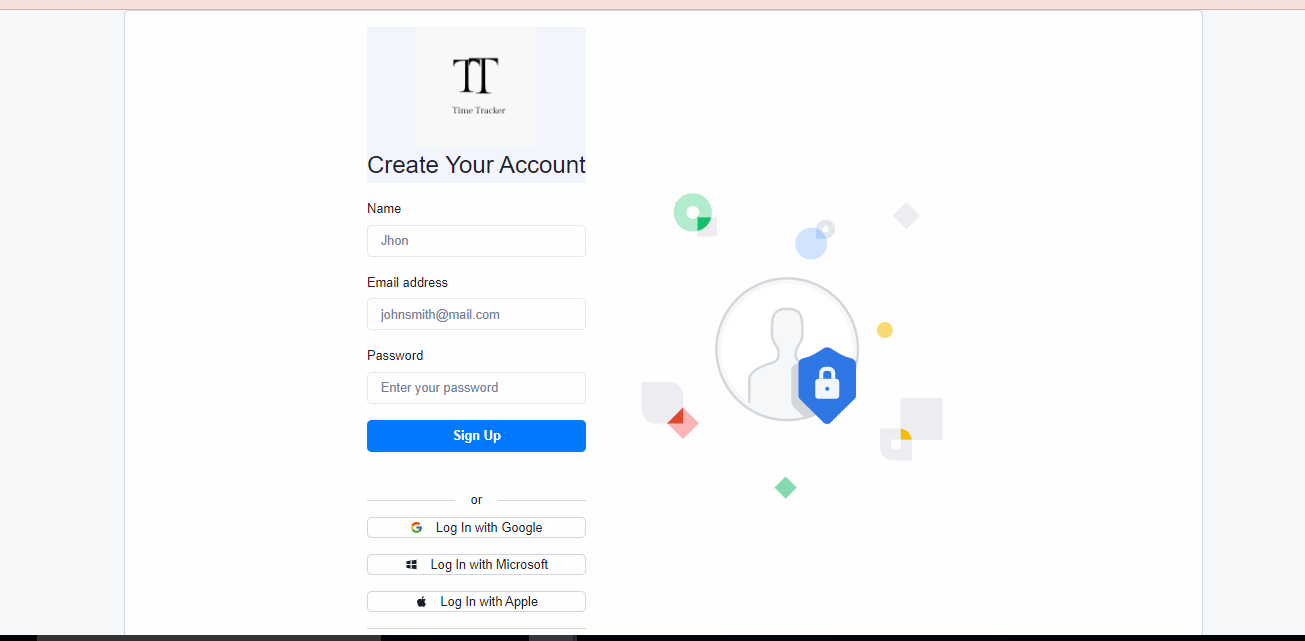 TT
Time Tracker
Create Your Account
Name
Jhon
Email address
johnsmith@mail.com
Password
Enter your password
Sign Up
or
Log In with Google
Log In with Microsoft
Log In with Apple